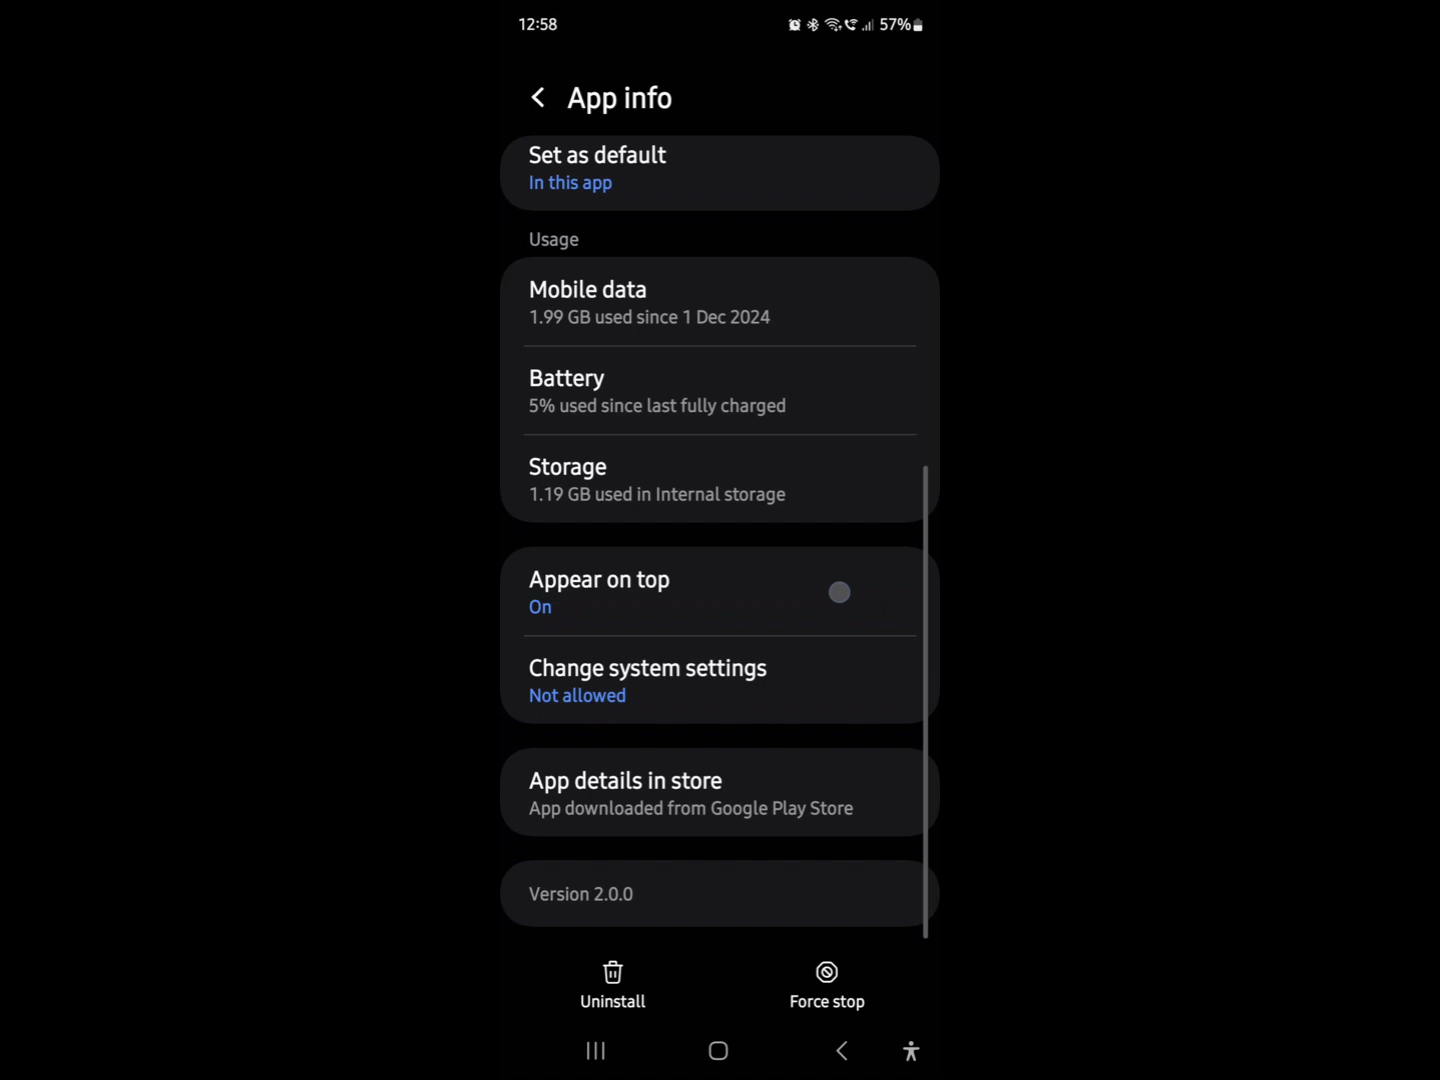 12:58
57%
App info
Set as default
In this app
Usage
Mobile data
1.99 GB used since 1 Dec 2024
Battery
5% used since last fully charged
Storage
1.19 GB used in Internal storage
Appear on top
On
Change system settings
Not allowed
App details in store
App downloaded from Google Play Store
Version 2.0.0
Uninstall
Force stop